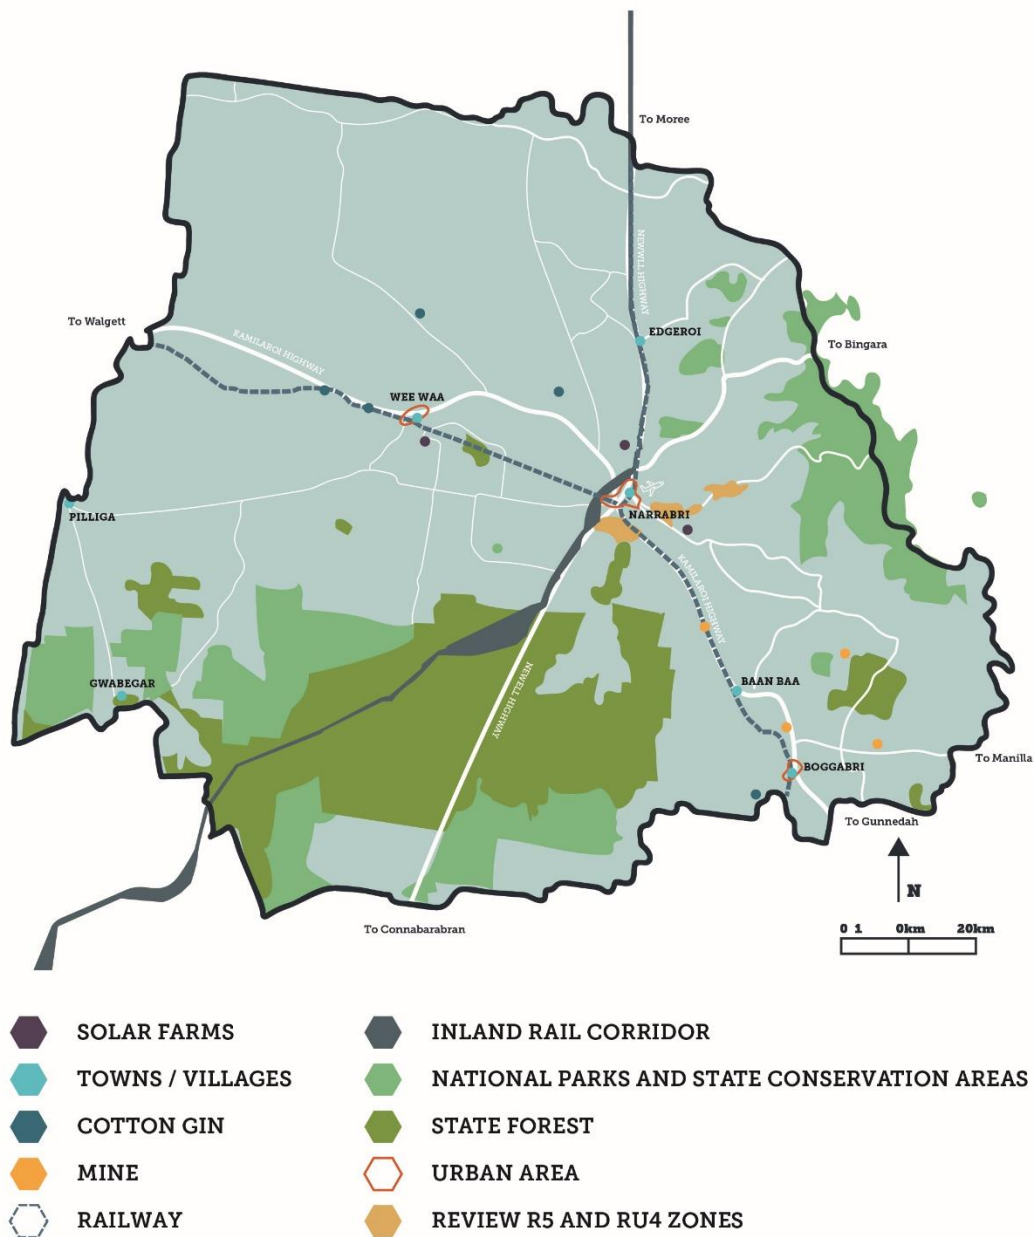 To Moree
NEWELL HIGHWAY
To Walgett
KAMILAROI HIGHWAY
EDGEROI
To Bingara
WEE WAA
PILLIGA
NARRABRI
KAMILAROI HIGHWAY
NEWELL HIGHWAY
GWABEGAR
BAAN BAA
BOGGABRI
To Manilla
To Gunnedah
N
To Connabarabran
0 1 0km 20km
SOLAR FARMS
TOWNS / VILLAGES
COTTON GIN
MINE
RAILWAY
INLAND RAIL CORRIDOR
NATIONAL PARKS AND STATE CONSERVATION AREAS
STATE FOREST
URBAN AREA
REVIEW R5 AND RU4 ZONES